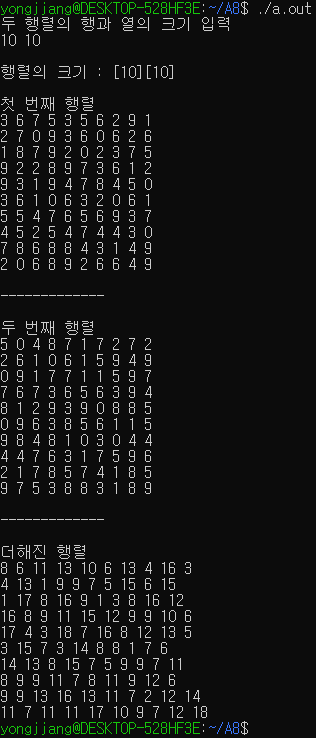 yongjjang@DESKTOP-528HF3E:~/A8$ ./a.out
두 행렬의 행과 열의 크기 입력
10 10
행렬의 크기 : [10][10]
첫 번째 행렬
3 6 7 5 3 5 6 2 9 1
2 7 0 9 3 6 0 6 2 6
1 8 7 9 2 0 2 3 7 5
9 2 2 8 9 7 3 6 1 2
9 3 1 9 4 7 8 4 5 0
3 6 1 0 6 3 2 0 6 1
5 5 4 7 6 5 6 9 3 7
4 5 2 5 4 7 4 4 3 0
7 8 6 8 8 4 3 1 4 9
2 0 6 8 9 2 6 6 4 9
-------------
두 번째 행렬
5 0 4 8 7 1 7 2 7 2
2 6 1 0 6 1 5 9 4 9
0 9 1 7 7 1 1 5 9 7
7 6 7 3 6 5 6 3 9 4
8 1 2 9 3 9 0 8 8 5
0 9 6 3 8 5 6 1 1 5
9 8 4 8 1 0 3 0 4 4
4 4 7 6 3 1 7 5 9 6
2 1 7 8 5 7 4 1 8 5
9 7 5 3 8 8 3 1 8 9
-------------
더해진 행렬
8 6 11 13 10 6 13 4 16 3
4 13 1 9 9 7 5 15 6 15
1 17 8 16 9 1 3 8 16 12
16 8 9 11 15 12 9 9 10 6
17 4 3 18 7 16 8 12 13 5
3 15 7 3 14 8 8 1 7 6
14 13 8 15 7 5 9 9 7 11
8 9 9 11 7 8 11 9 12 6
9 9 13 16 13 11 7 2 12 14
11 7 11 11 17 10 9 7 12 18
yongjjang@DESKTOP-528HF3E:~/A8$